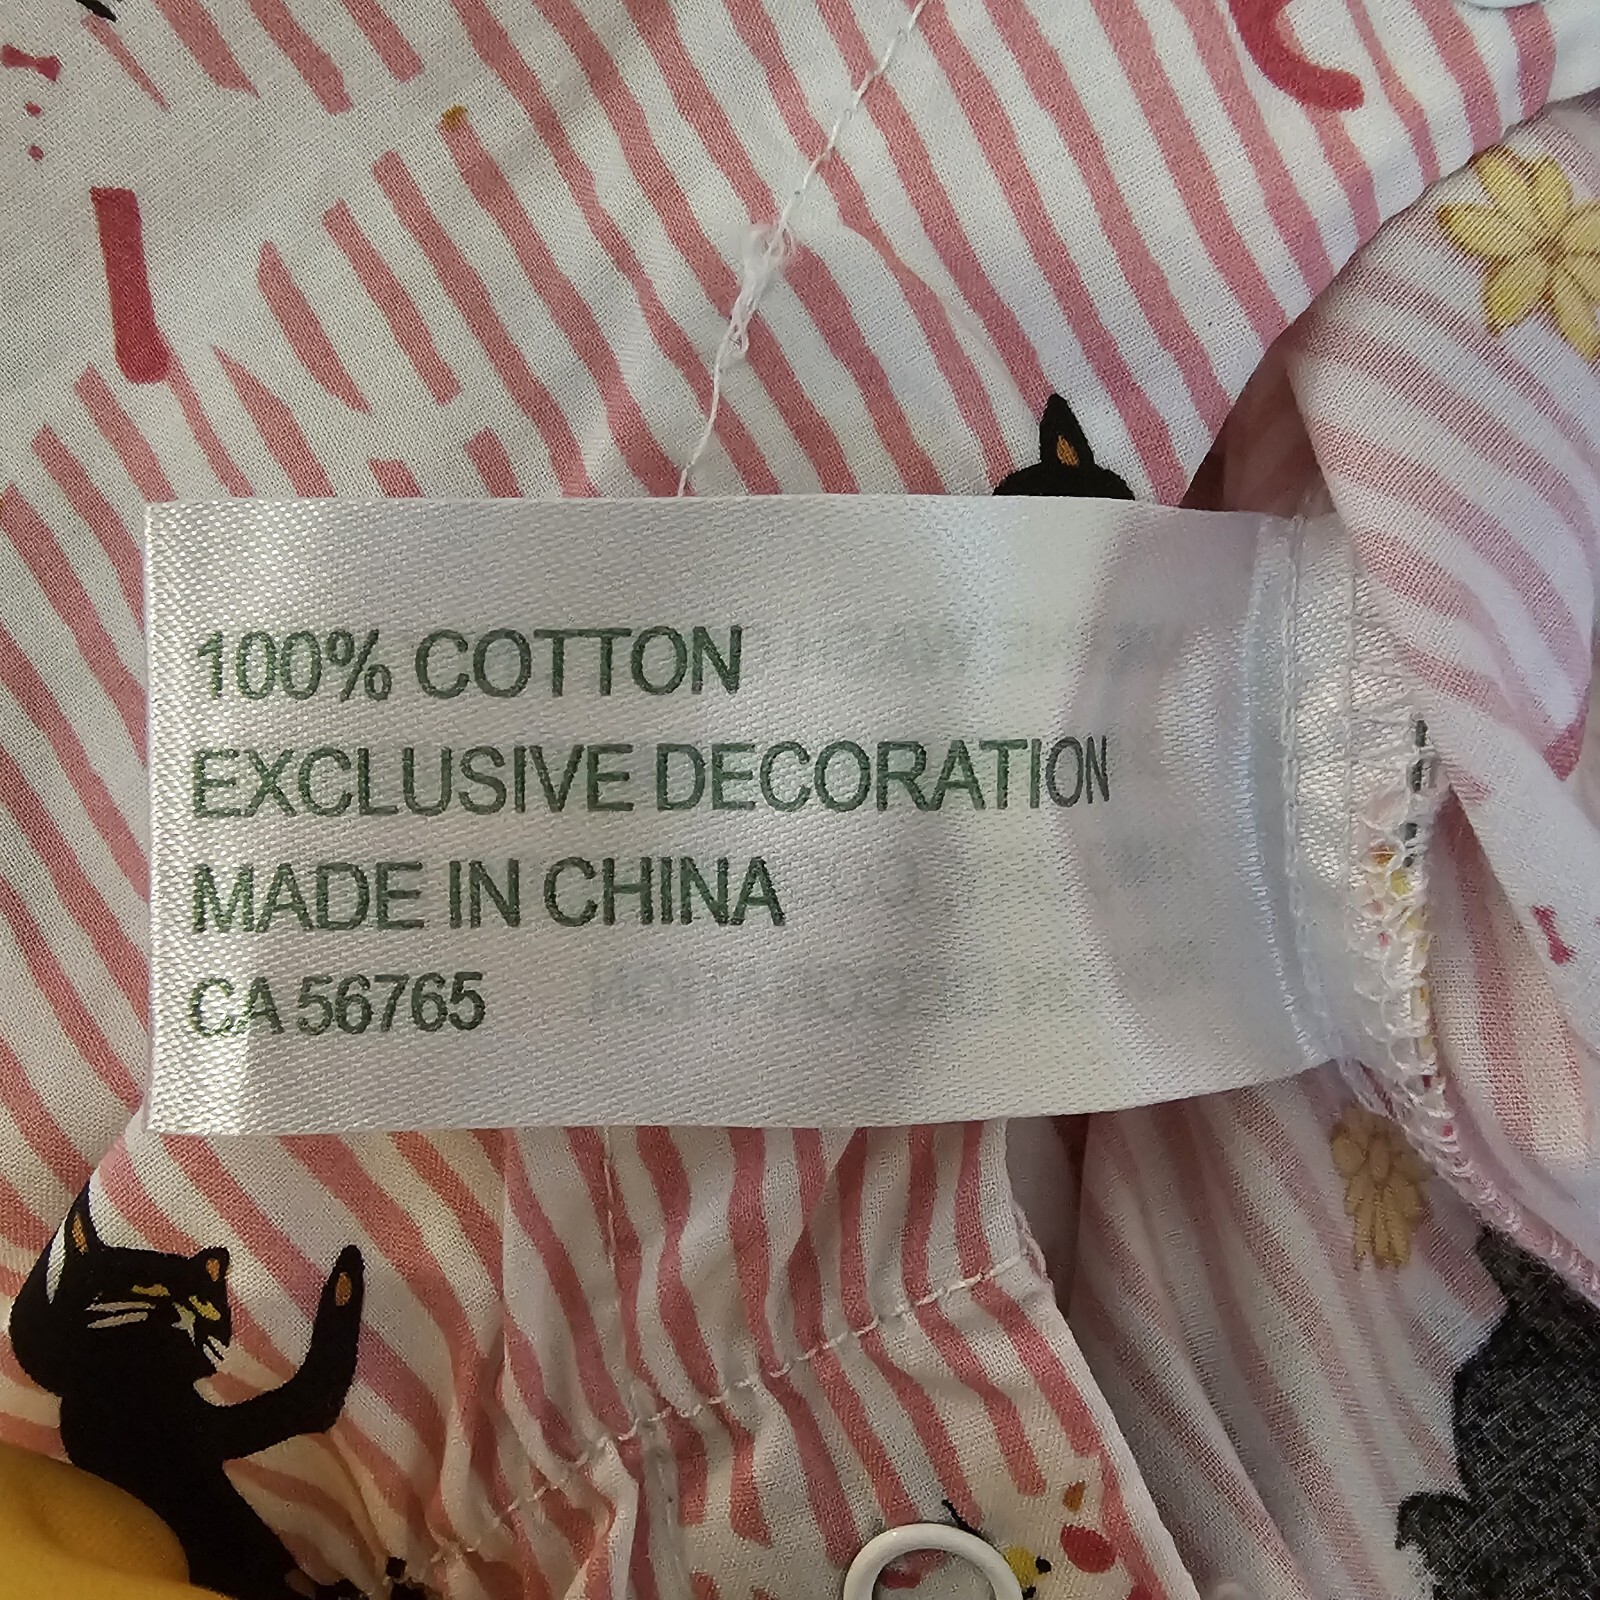 100% COTTON
EXCLUSIVE DECORATION
MADE IN CHINA
CA 56765